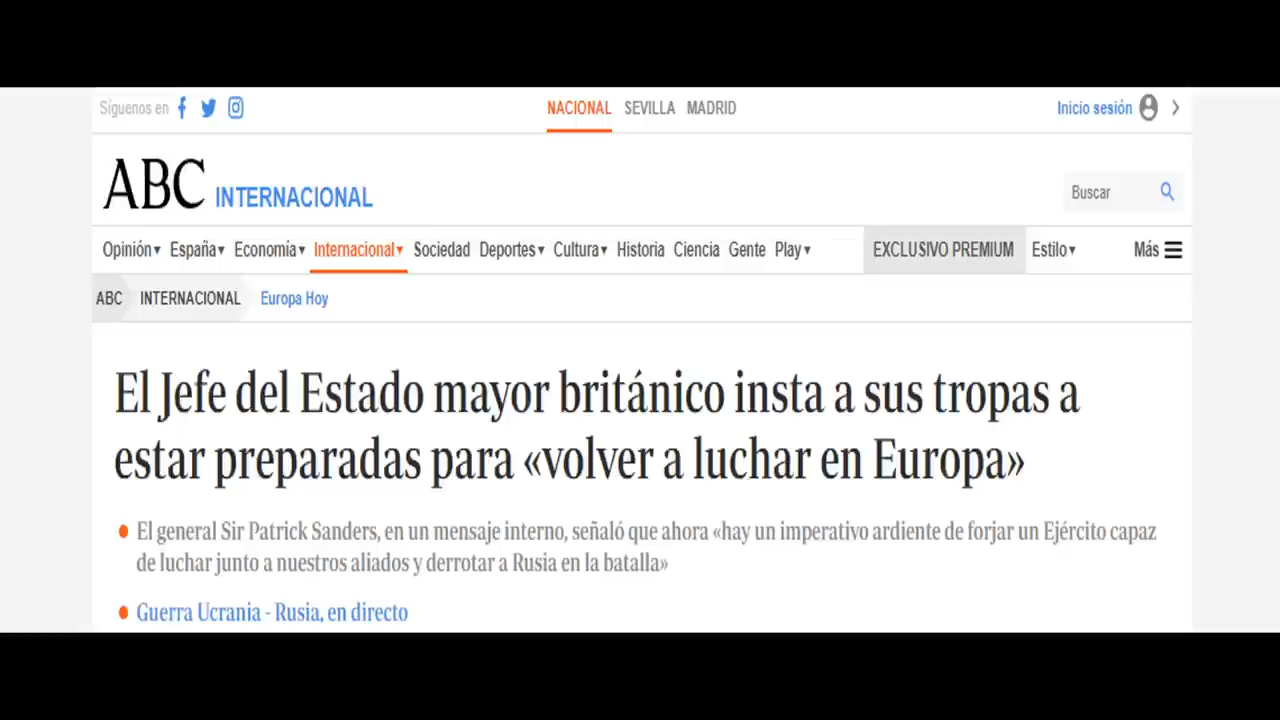 Síguenos en
NACIONAL SEVILLA MADRID
Inicio sesión
ABC INTERNACIONAL
Buscar
Opinión España Economía Internacional Sociedad Deportes Cultura Historia Ciencia Gente Play EXCLUSIVO PREMIUM Estilo Más
ABC INTERNACIONAL Europa Hoy
El Jefe del Estado mayor británico insta a sus tropas a
estar preparadas para «volver a luchar en Europa»
El general Sir Patrick Sanders, en un mensaje interno, señaló que ahora «hay un imperativo ardiente de forjar un Ejército capaz
de luchar junto a nuestros aliados y derrotar a Rusia en la batalla»
Guerra Ucrania - Rusia, en directo